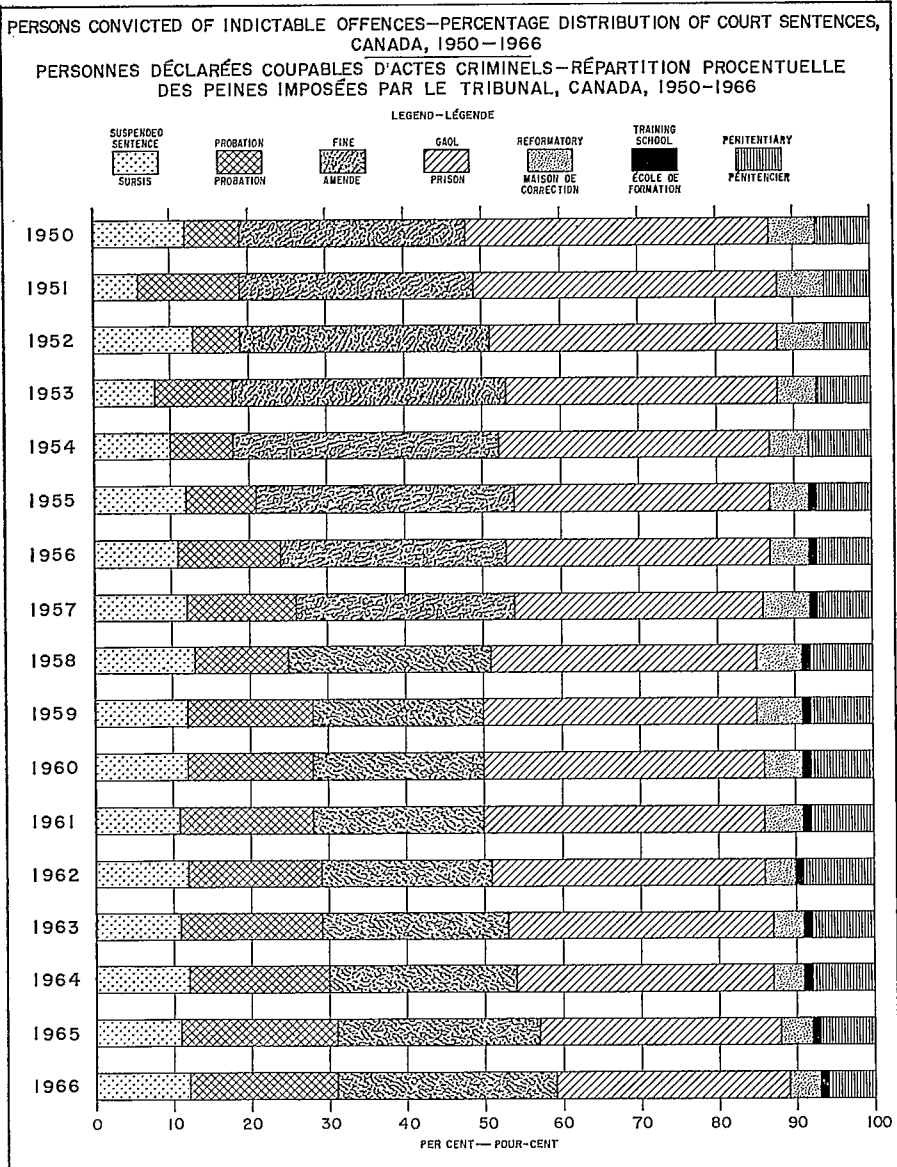 PERSONS CONVICTED OF INDICTABLE OFFENCES—PERCENTAGE DISTRIBUTION OF COURT SENTENCES,
CANADA, 1950—1966
PERSONNES DÉCLARÉES COUPABLES D'ACTES CRIMINELS—RÉPARTITION PROCENTUELLE
DES PEINES IMPOSÉES PAR LE TRIBUNAL, CANADA, 1950-1966
LEGEND—LÉGENDE
SUSPENDED
SENTENCE
SURSIS
PROBATION
PROBATION
FINE
AMENDE
GAOL
PRISON
REFORMATORY
MAISON DE
CORRECTION
TRAINING
SCHOOL
ÉCOLE DE
FORMATION
PENITENTIARY
PÉNITENCIER
1950
1951
1952
1953
1954
1955
1956
1957
1958
1959
1960
1961
1962
1963
1964
1965
1966
0 10 20 30 40 50 60 70 80 90 100
PER CENT — POUR-CENT